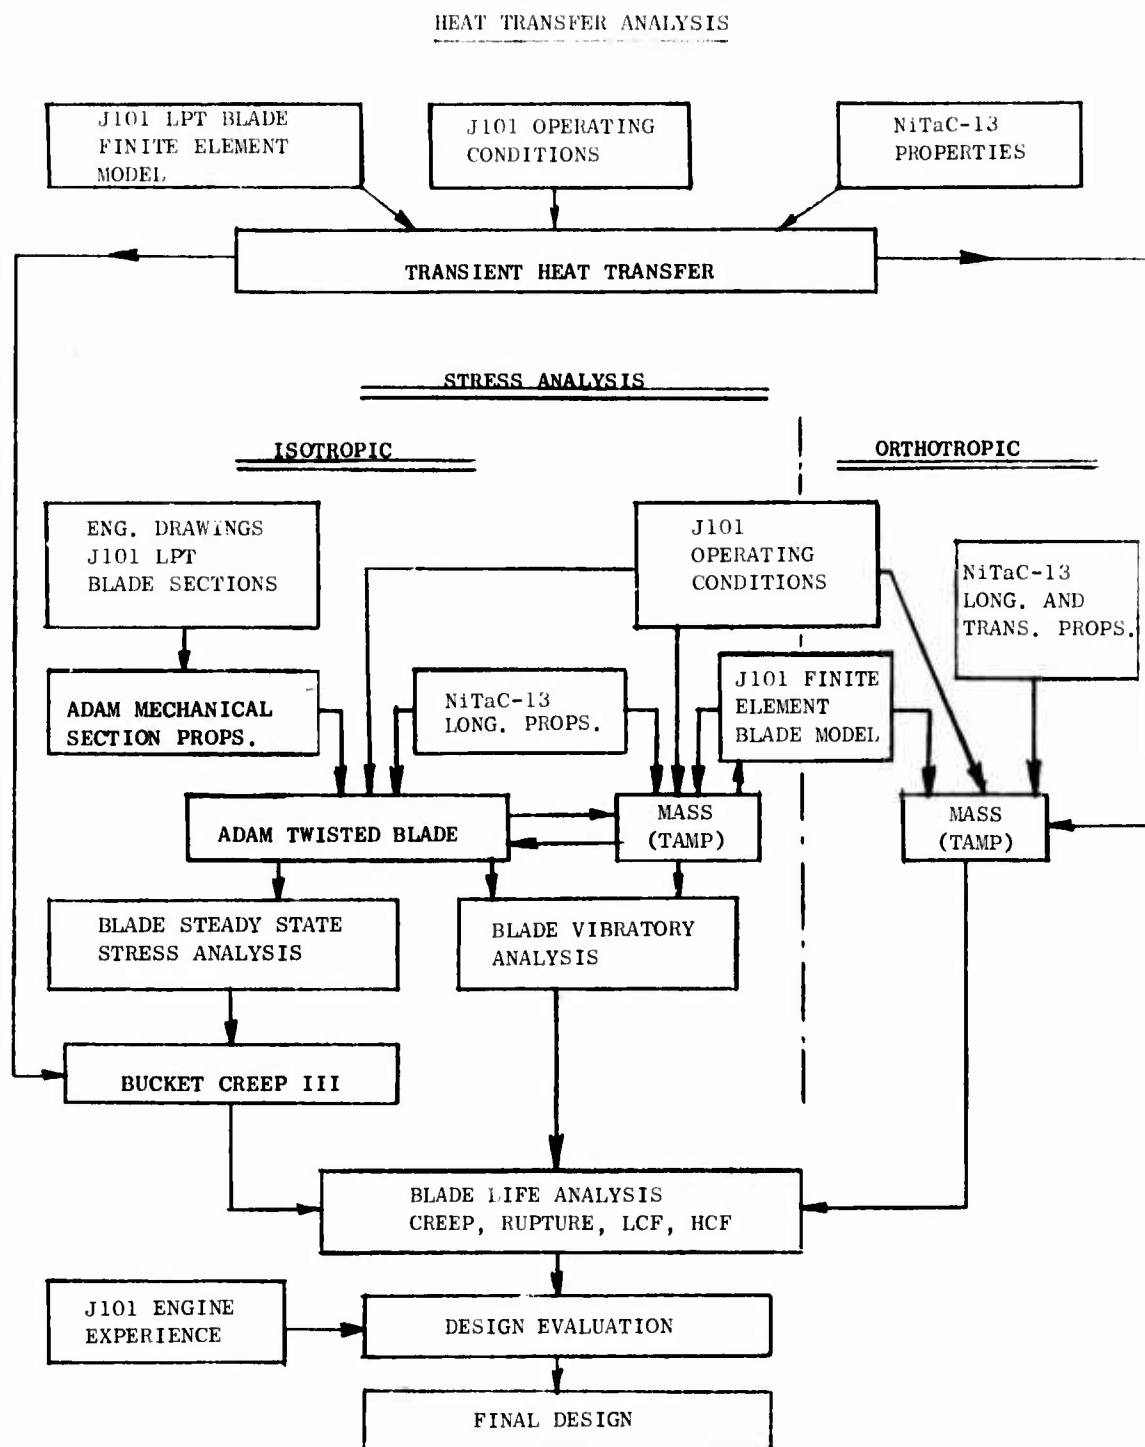 HEAT TRANSFER ANALYSIS
J101 LPT BLADE
FINITE ELEMENT
MODEL
J101 OPERATING
CONDITIONS
NiTaC-13
PROPERTIES
TRANSIENT HEAT TRANSFER
STRESS ANALYSIS
ISOTROPIC
ORTHOTROPIC
ENG. DRAWINGS
J101 LPT
BLADE SECTIONS
J101
OPERATING
CONDITIONS
NiTaC-13
LONG. AND
TRANS. PROPS.
ADAM MECHANICAL
SECTION PROPS.
NiTaC-13
LONG. PROPS.
J101 FINITE
ELEMENT
BLADE MODEL
ADAM TWISTED BLADE
MASS
(TAMP)
MASS
(TAMP)
BLADE STEADY STATE
STRESS ANALYSIS
BLADE VIBRATORY
ANALYSIS
BUCKET CREEP III
BLADE LIFE ANALYSIS
CREEP, RUPTURE, LCF, HCF
J101 ENGINE
EXPERIENCE
DESIGN EVALUATION
FINAL DESIGN